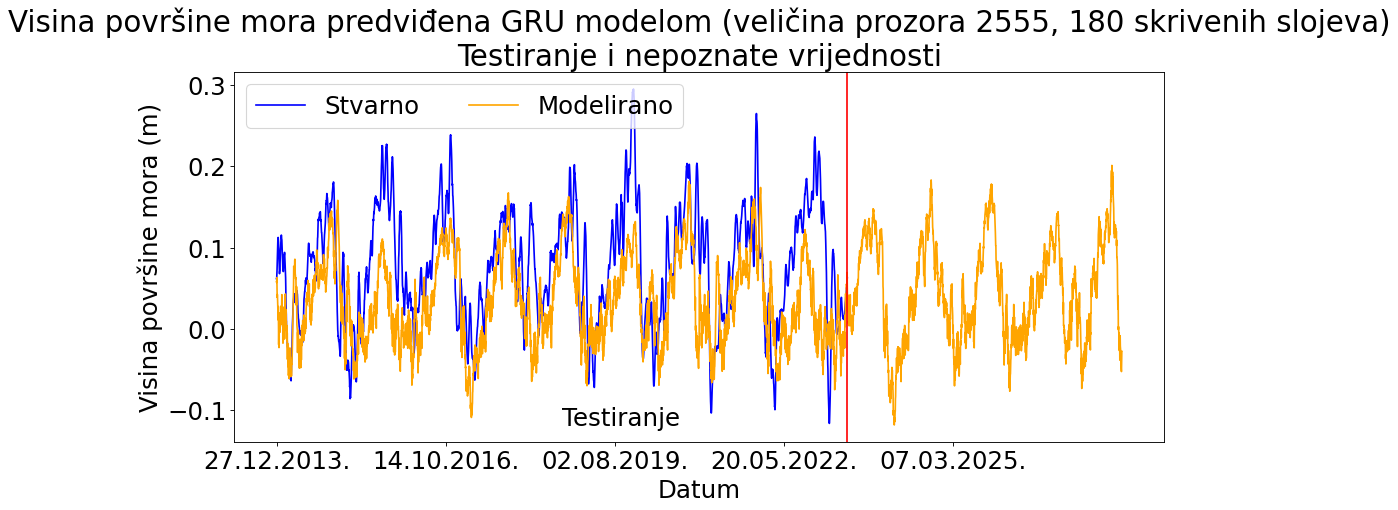 Visina površine mora predviđena GRU modelom (veličina prozora 2555, 180 skrivenih slojeva)
Testiranje i nepoznate vrijednosti
Stvarno
Modelirano
Visina površine mora (m)
0.3
0.2
0.1
0.0
−0.1
Testiranje
27.12.2013.
14.10.2016.
02.08.2019.
20.05.2022.
07.03.2025.
Datum